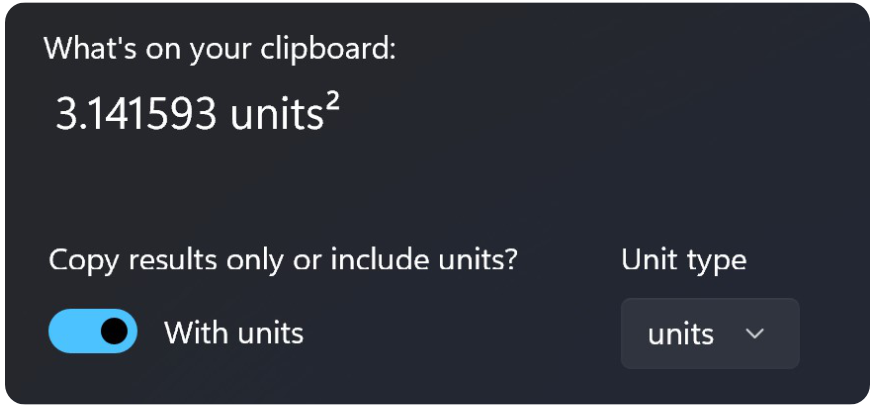 What's on your clipboard:
3.141593 units²
Copy results only or include units?
Unit type
With units
units